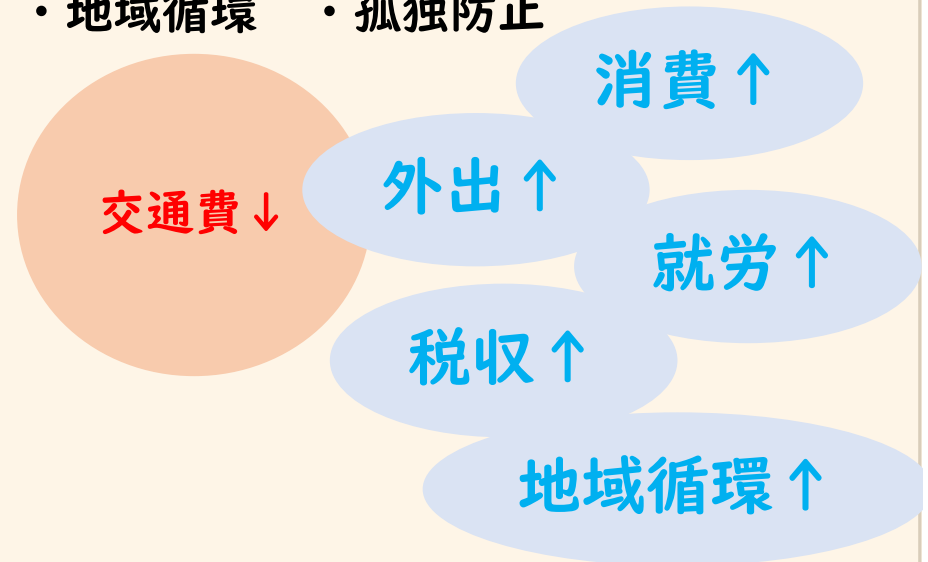 ・地域循環　・孤独防止
消費↑
外出↑
交通費↓
就労↑
税収↑
地域循環↑